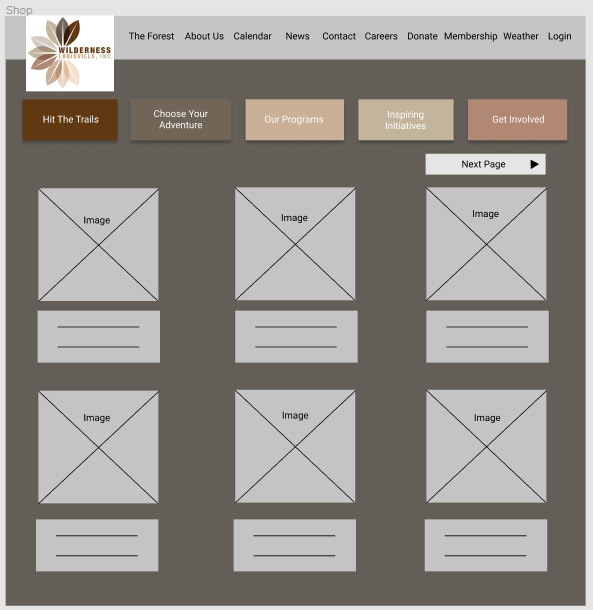 Shop
WILDERNESS
LOUISVILLE, INC
The Forest About Us Calendar News Contact Careers Donate Membership Weather Login
Hit The Trails
Choose Your
Adventure
Our Programs
Inspiring
Initiatives
Get Involved
Next Page
Image Image Image
Image Image Image